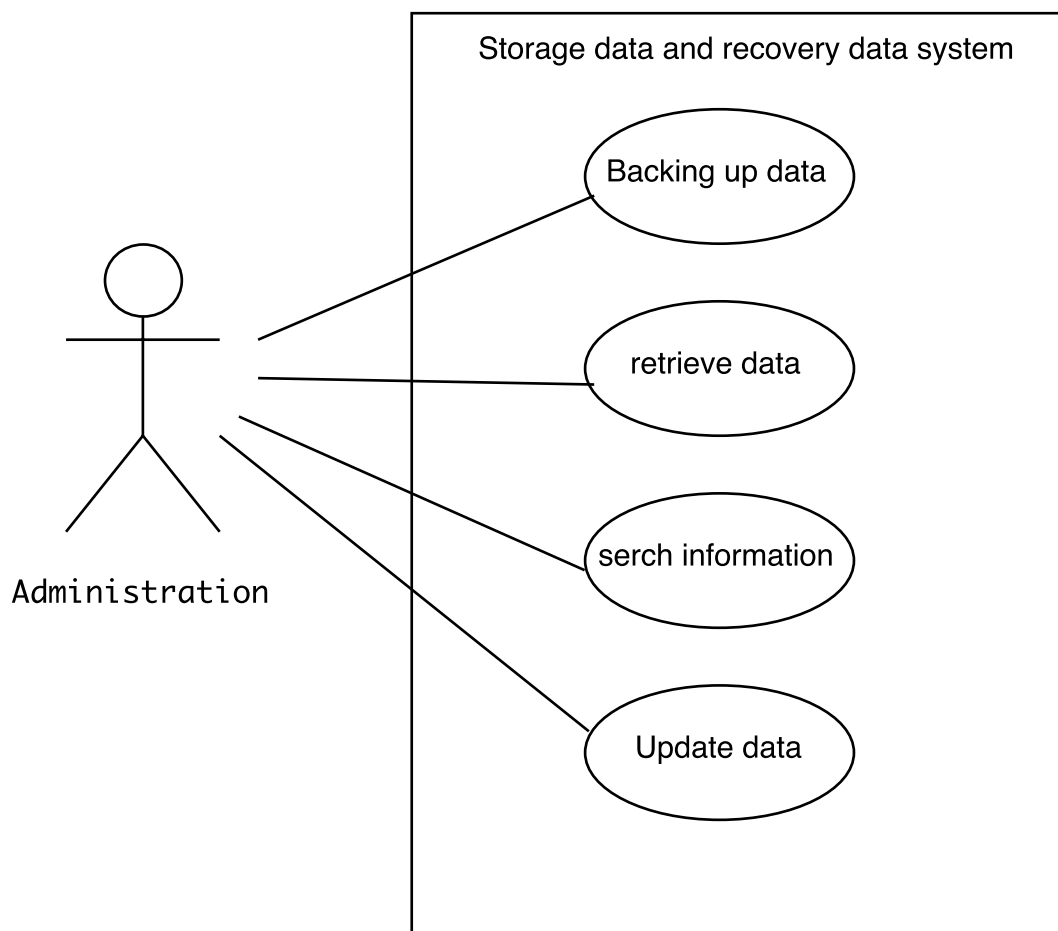 Storage data and recovery data system
Backing up data
retrieve data
serch information
Administration
Update data